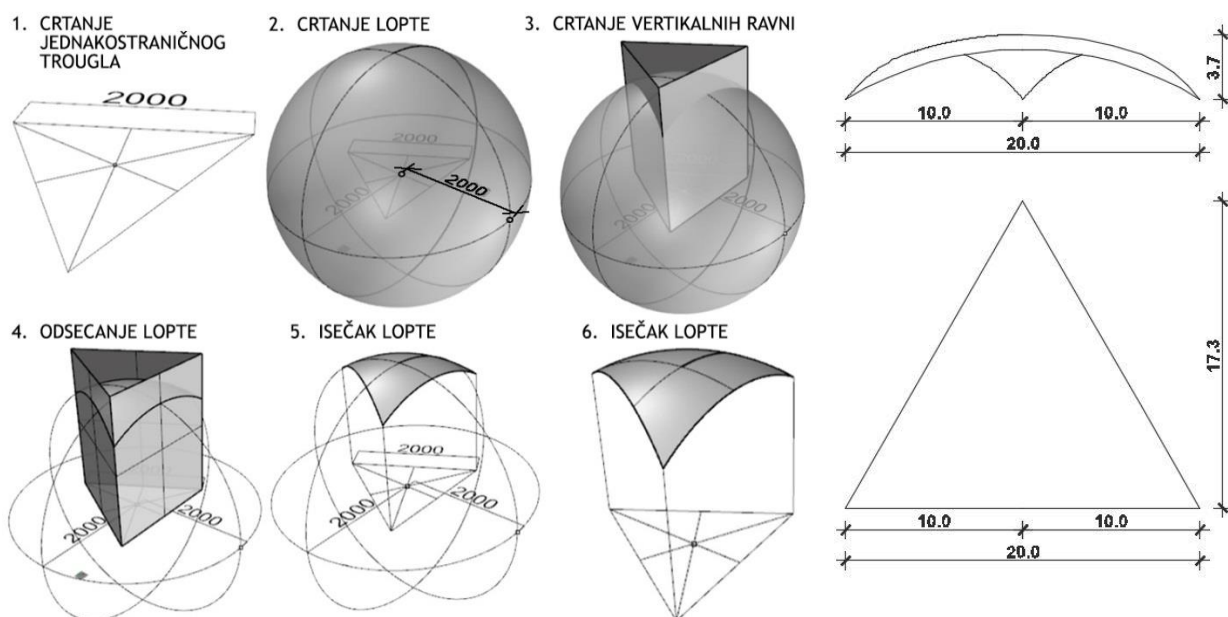 1. CRTANJE
JEDNAKOSTRANIČNOG
TROUGLA
2000
2. CRTANJE LOPTE
2000
2000
2000
3. CRTANJE VERTIKALNIH RAVNI
3.7
10.0 10.0
20.0
4. ODSECANJE LOPTE
2000
2000
5. ISEČAK LOPTE
2000
2000
2000
6. ISEČAK LOPTE
17.3
10.0 10.0
20.0